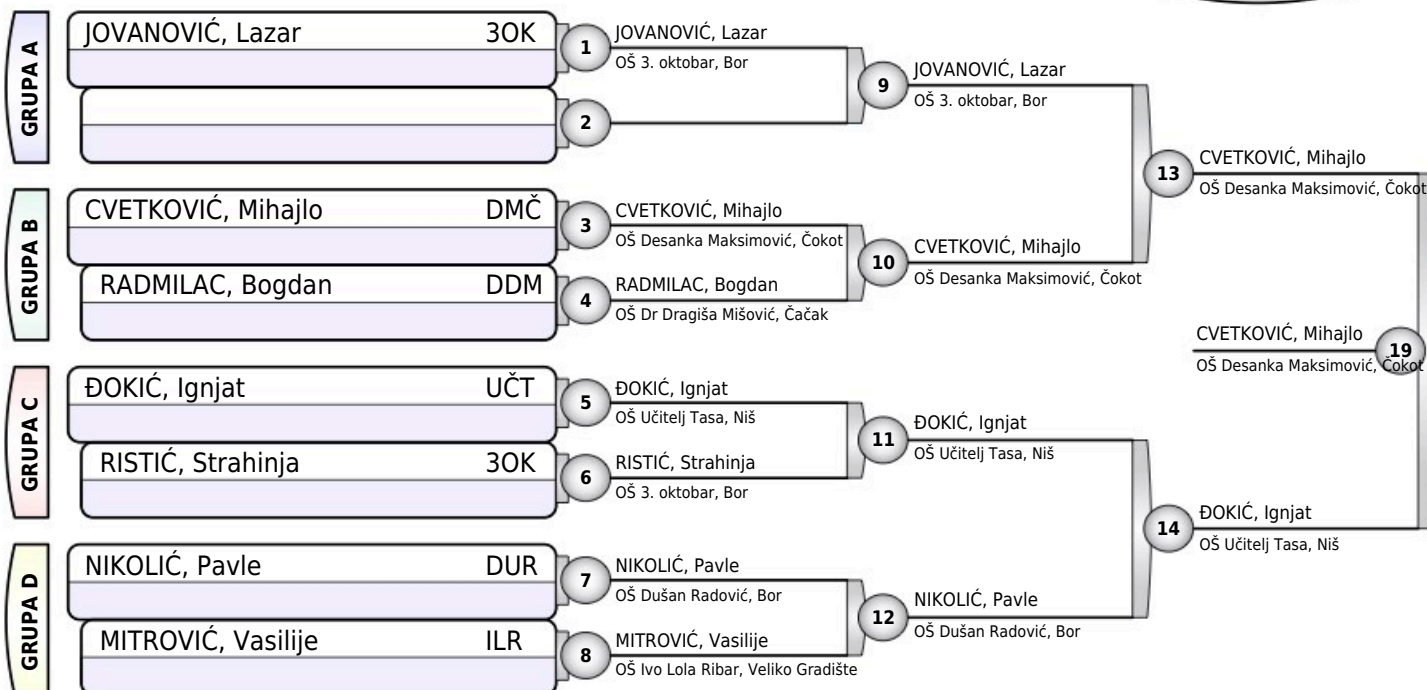 GRUPA A
JOVANOVIĆ, Lazar 3OK
1
JOVANOVIĆ, Lazar
OŠ 3. oktobar, Bor
2
9
JOVANOVIĆ, Lazar
OŠ 3. oktobar, Bor
GRUPA B
CVETKOVIĆ, Mihajlo DMČ
3
CVETKOVIĆ, Mihajlo
OŠ Desanka Maksimović, Čokot
RADMILAC, Bogdan DDM
4
RADMILAC, Bogdan
OŠ Dr Dragiša Mišović, Čačak
10
CVETKOVIĆ, Mihajlo
OŠ Desanka Maksimović, Čokot
13
CVETKOVIĆ, Mihajlo
OŠ Desanka Maksimović, Čokot
GRUPA C
ĐOKIĆ, Ignjat UČT
5
ĐOKIĆ, Ignjat
OŠ Učitelj Tasa, Niš
RISTIĆ, Strahinja 3OK
6
RISTIĆ, Strahinja
OŠ 3. oktobar, Bor
11
ĐOKIĆ, Ignjat
OŠ Učitelj Tasa, Niš
GRUPA D
NIKOLIĆ, Pavle DUR
7
NIKOLIĆ, Pavle
OŠ Dušan Radović, Bor
MITROVIĆ, Vasilije ILR
8
MITROVIĆ, Vasilije
OŠ Ivo Lola Ribar, Veliko Gradište
12
NIKOLIĆ, Pavle
OŠ Dušan Radović, Bor
14
ĐOKIĆ, Ignjat
OŠ Učitelj Tasa, Niš
CVETKOVIĆ, Mihajlo
19
OŠ Desanka Maksimović, Čokot